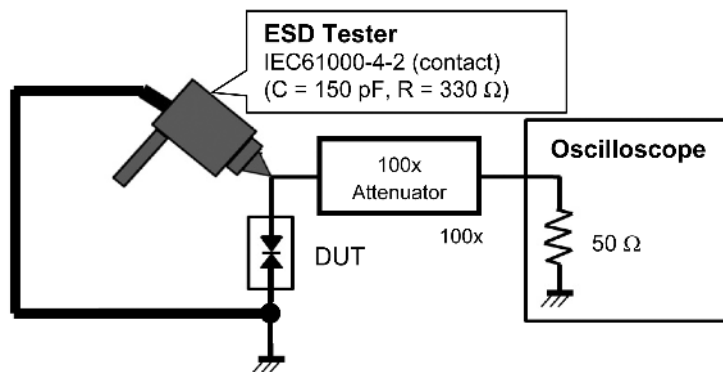 ESD Tester
IEC61000-4-2 (contact)
(C = 150 pF, R = 330 Ω)
100x
Attenuator
100x
Oscilloscope
50 Ω
DUT